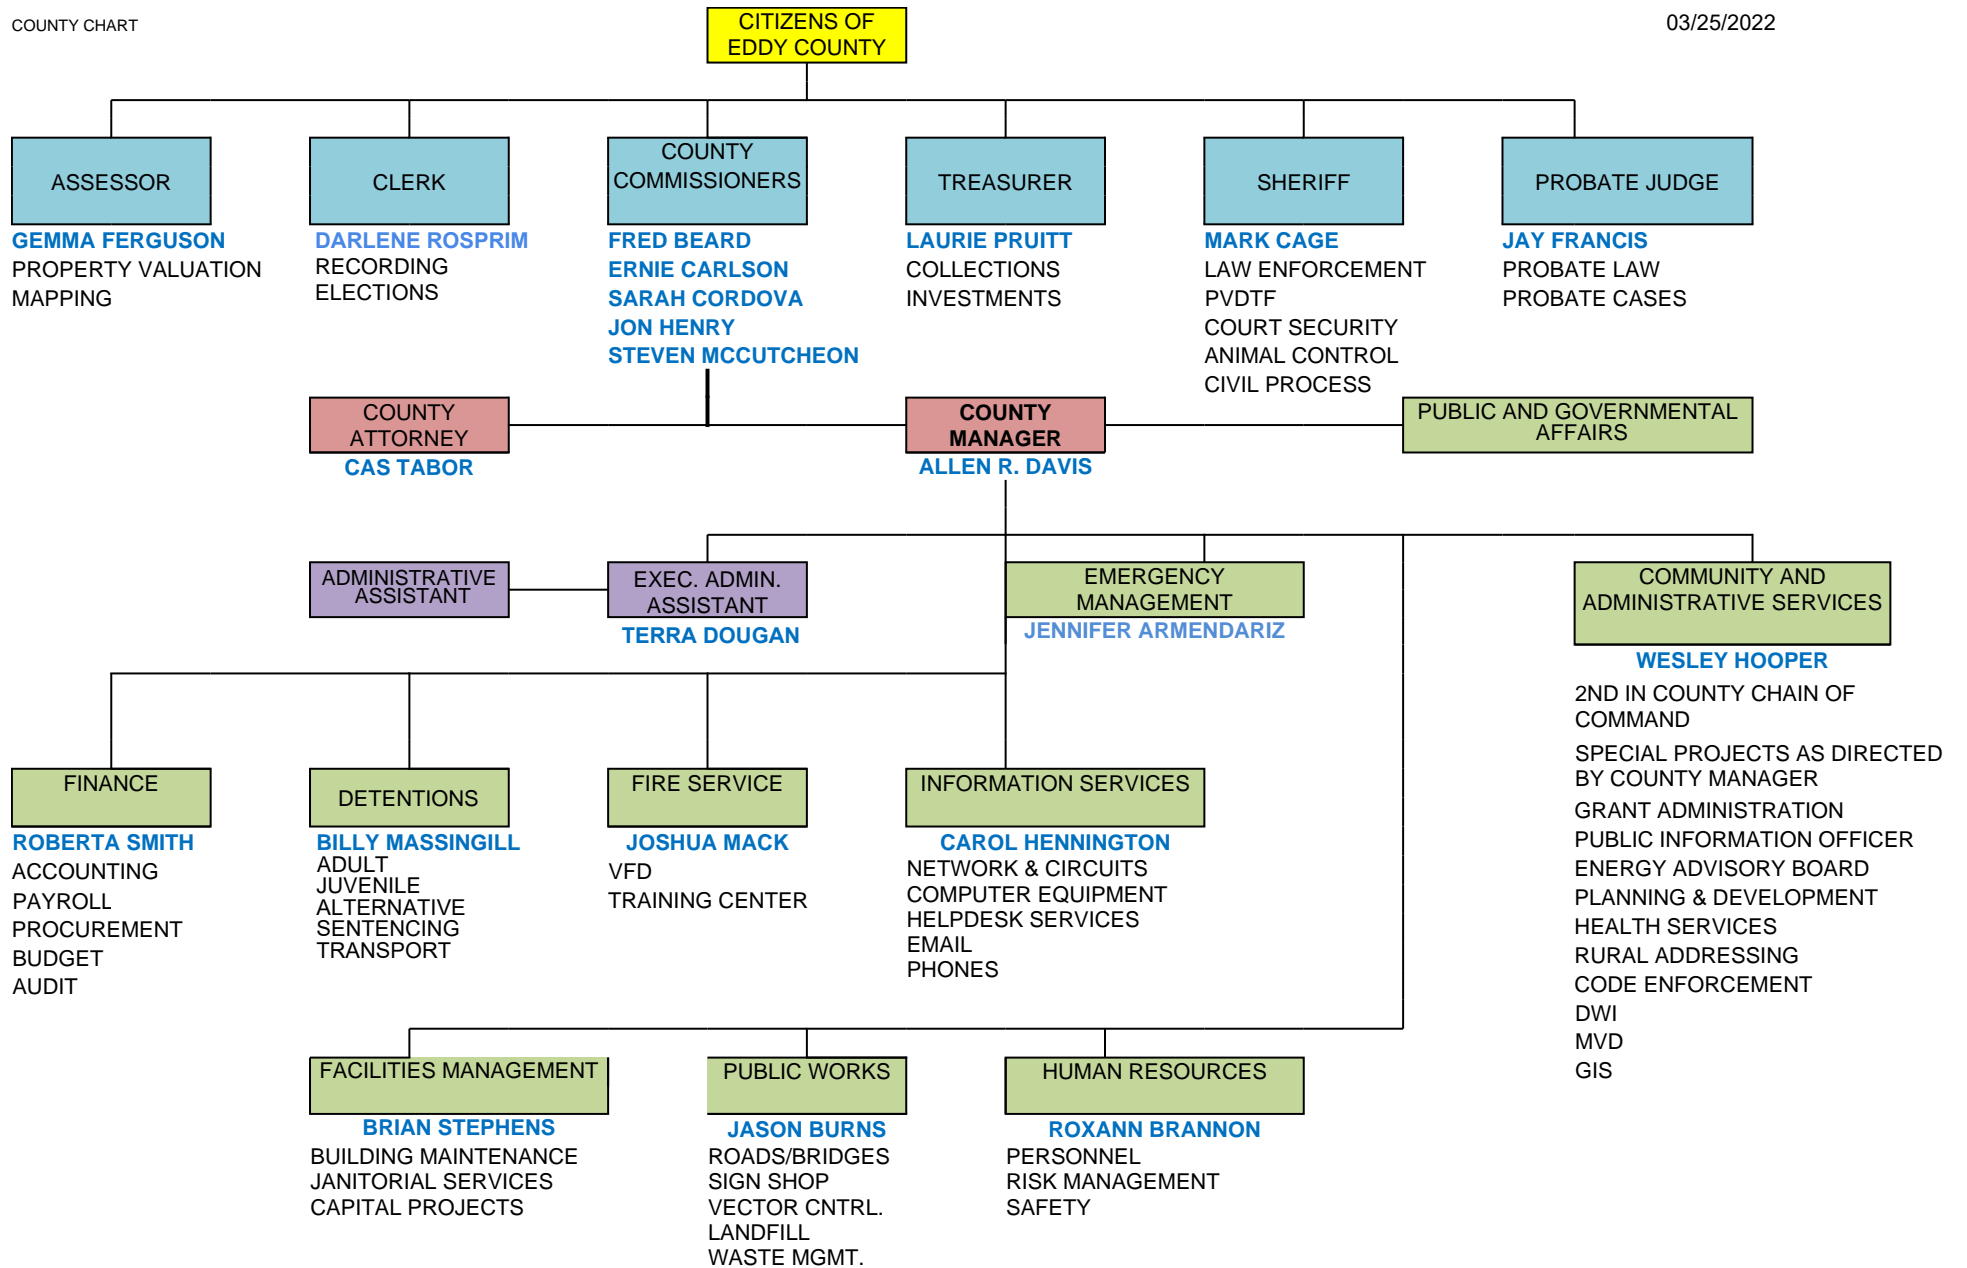 COUNTY CHART
CITIZENS OF
EDDY COUNTY
03/25/2022
ASSESSOR
GEMMA FERGUSON
PROPERTY VALUATION
MAPPING
CLERK
DARLENE ROSPRIM
RECORDING
ELECTIONS
COUNTY
COMMISSIONERS
FRED BEARD
ERNIE CARLSON
SARAH CORDOVA
JON HENRY
STEVEN MCCUTCHEON
TREASURER
LAURIE PRUITT
COLLECTIONS
INVESTMENTS
SHERIFF
MARK CAGE
LAW ENFORCEMENT
PVDTF
COURT SECURITY
ANIMAL CONTROL
CIVIL PROCESS
PROBATE JUDGE
JAY FRANCIS
PROBATE LAW
PROBATE CASES
COUNTY
ATTORNEY
CAS TABOR
COUNTY
MANAGER
ALLEN R. DAVIS
PUBLIC AND GOVERNMENTAL
AFFAIRS
ADMINISTRATIVE
ASSISTANT
EXEC. ADMIN.
ASSISTANT
TERRA DOUGAN
EMERGENCY
MANAGEMENT
JENNIFER ARMENDARIZ
COMMUNITY AND
ADMINISTRATIVE SERVICES
WESLEY HOOPER
2ND IN COUNTY CHAIN OF
COMMAND
SPECIAL PROJECTS AS DIRECTED
BY COUNTY MANAGER
GRANT ADMINISTRATION
PUBLIC INFORMATION OFFICER
ENERGY ADVISORY BOARD
PLANNING & DEVELOPMENT
HEALTH SERVICES
RURAL ADDRESSING
CODE ENFORCEMENT
DWI
MVD
GIS
FINANCE
ROBERTA SMITH
ACCOUNTING
PAYROLL
PROCUREMENT
BUDGET
AUDIT
DETENTIONS
BILLY MASSINGILL
ADULT
JUVENILE
ALTERNATIVE
SENTENCING
TRANSPORT
FIRE SERVICE
JOSHUA MACK
VFD
TRAINING CENTER
INFORMATION SERVICES
CAROL HENNINGTON
NETWORK & CIRCUITS
COMPUTER EQUIPMENT
HELPDESK SERVICES
EMAIL
PHONES
FACILITIES MANAGEMENT
BRIAN STEPHENS
BUILDING MAINTENANCE
JANITORIAL SERVICES
CAPITAL PROJECTS
PUBLIC WORKS
JASON BURNS
ROADS/BRIDGES
SIGN SHOP
VECTOR CNTRL.
LANDFILL
WASTE MGMT.
HUMAN RESOURCES
ROXANN BRANNON
PERSONNEL
RISK MANAGEMENT
SAFETY